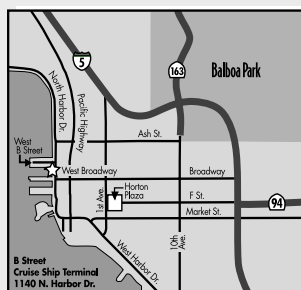 5
163
Balboa Park
North Harbor Dr.
Pacific Highway
Ash St.
West
B Street
West Broadway
Broadway
1st Ave.
Horton
Plaza
F St.
94
Market St.
10th
Ave.
West Harbor Dr.
B Street
Cruise Ship Terminal
1140 N. Harbor Dr.